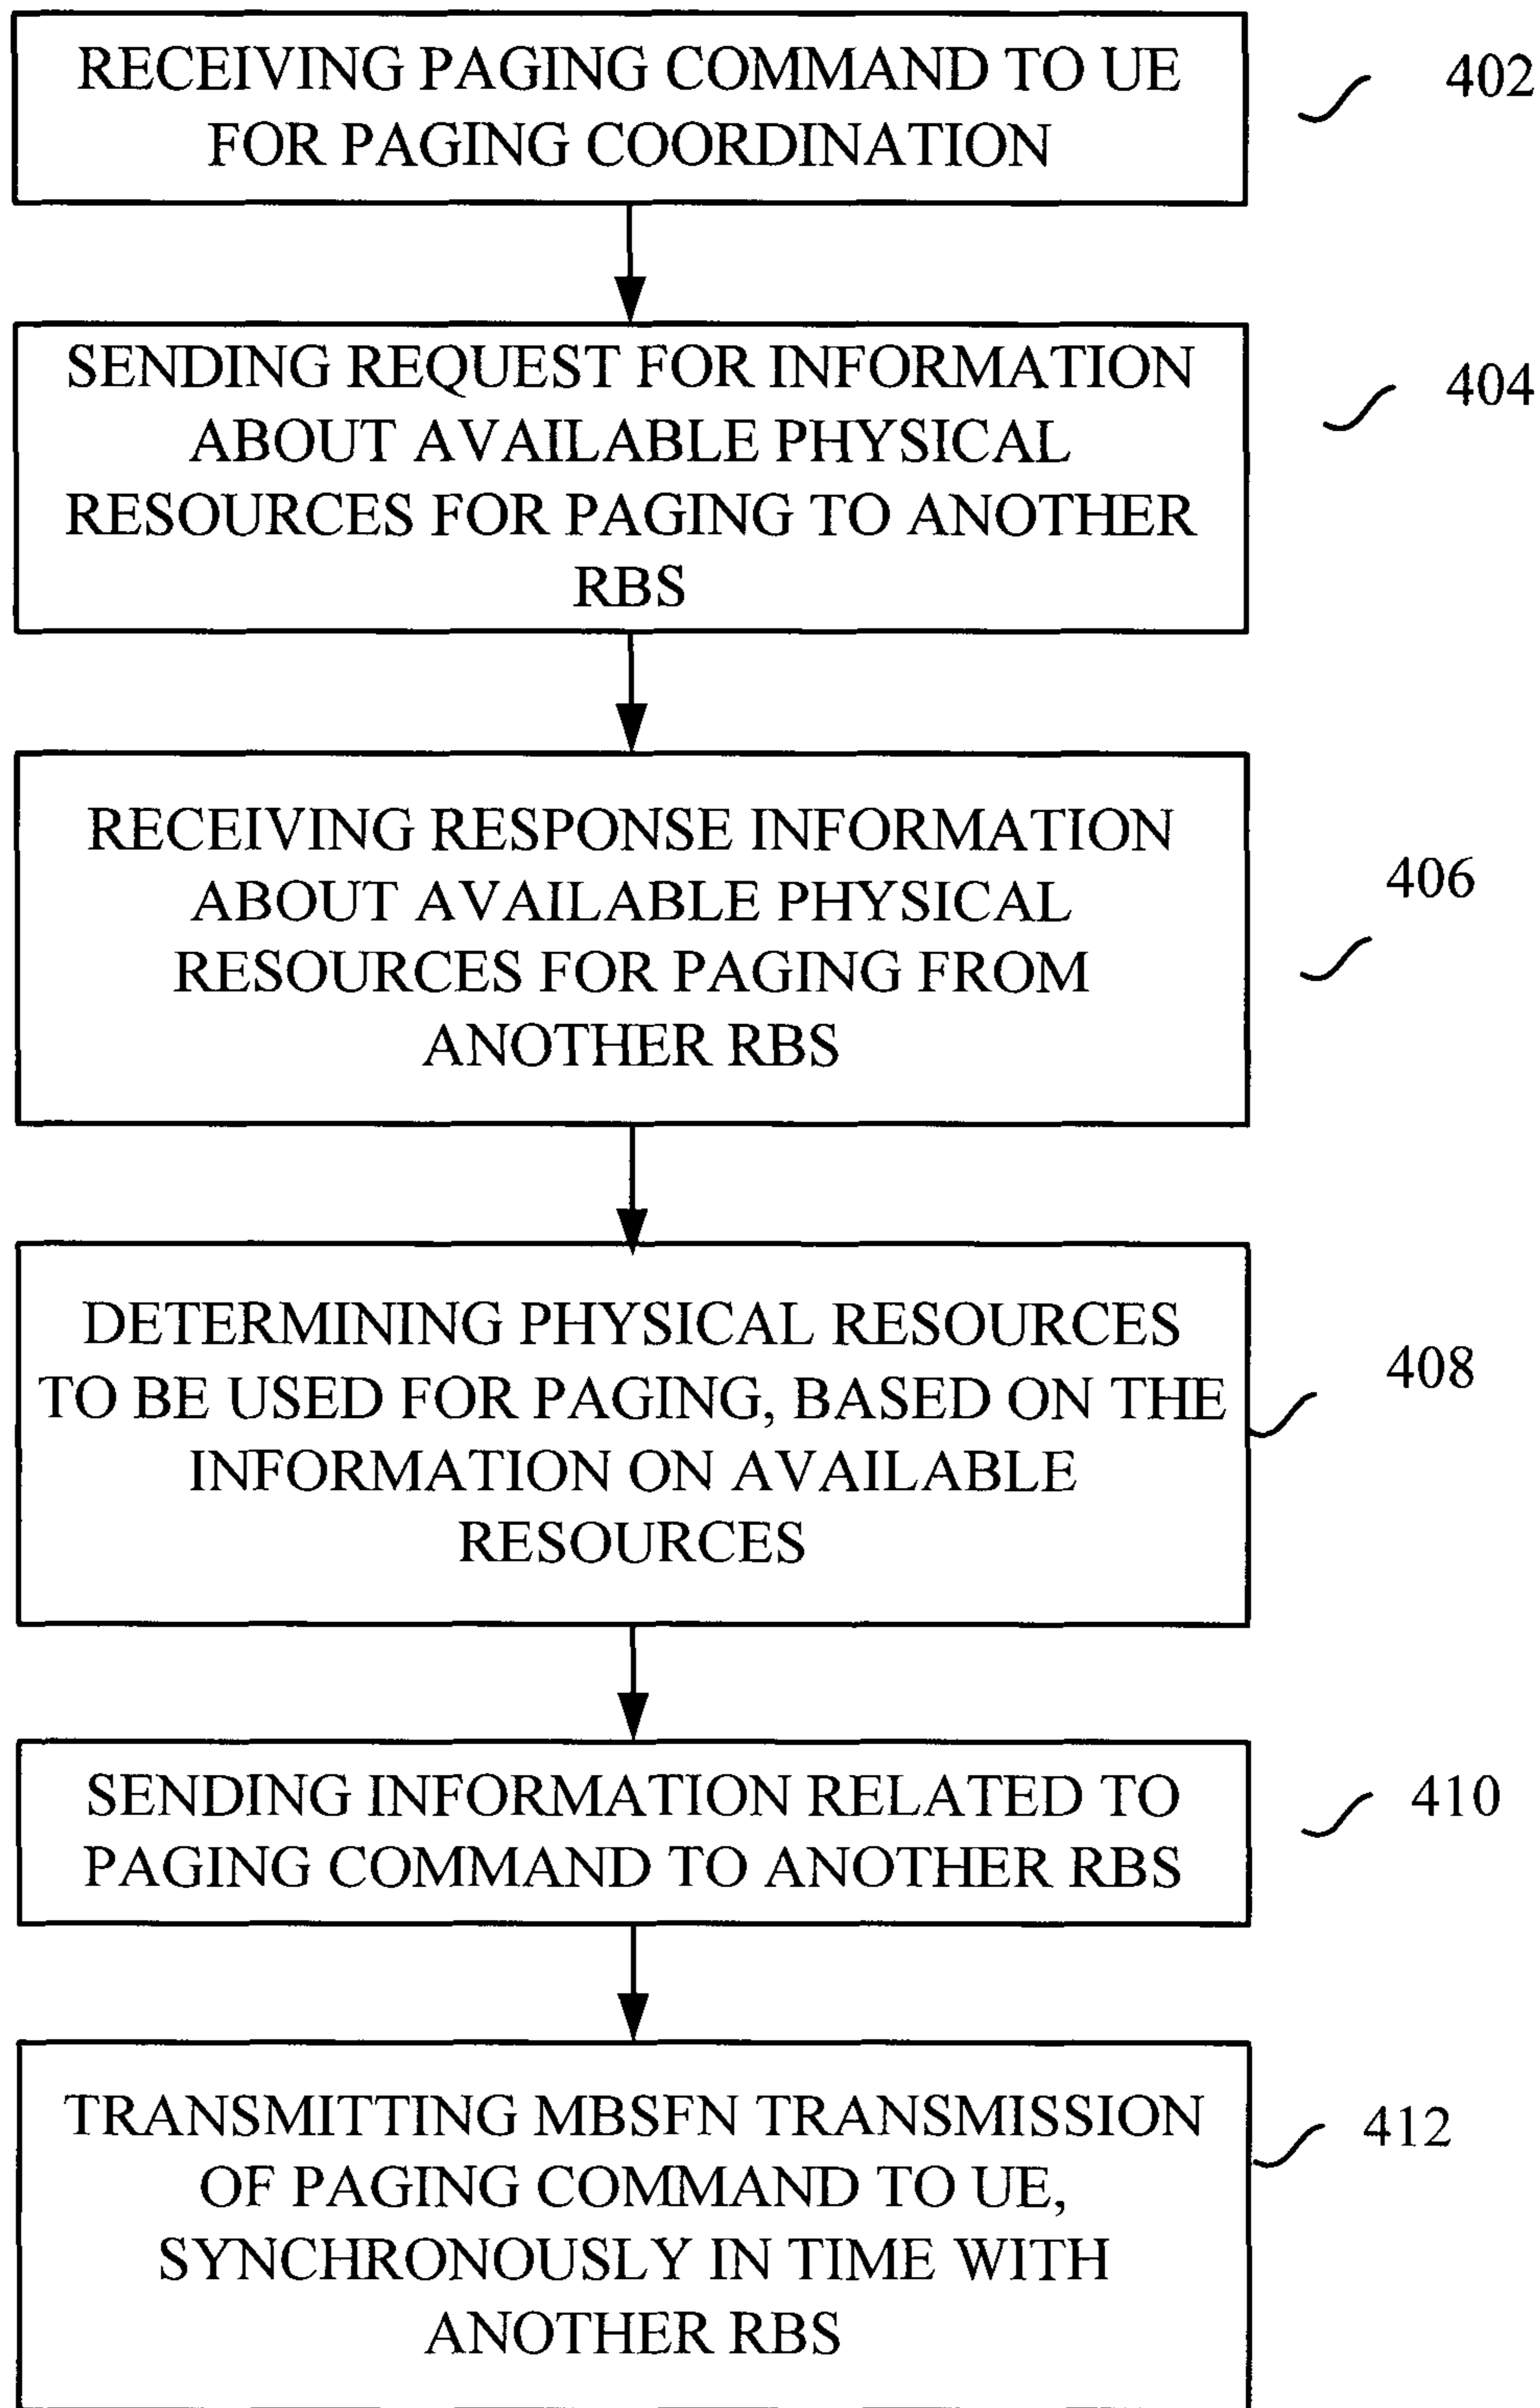 RECEIVING PAGING COMMAND TO UE
FOR PAGING COORDINATION
402
SENDING REQUEST FOR INFORMATION
ABOUT AVAILABLE PHYSICAL
RESOURCES FOR PAGING TO ANOTHER
RBS
404
RECEIVING RESPONSE INFORMATION
ABOUT AVAILABLE PHYSICAL
RESOURCES FOR PAGING FROM
ANOTHER RBS
406
DETERMINING PHYSICAL RESOURCES
TO BE USED FOR PAGING, BASED ON THE
INFORMATION ON AVAILABLE
RESOURCES
408
SENDING INFORMATION RELATED TO
PAGING COMMAND TO ANOTHER RBS
410
TRANSMITTING MBSFN TRANSMISSION
OF PAGING COMMAND TO UE,
SYNCHRONOUSLY IN TIME WITH
ANOTHER RBS
412